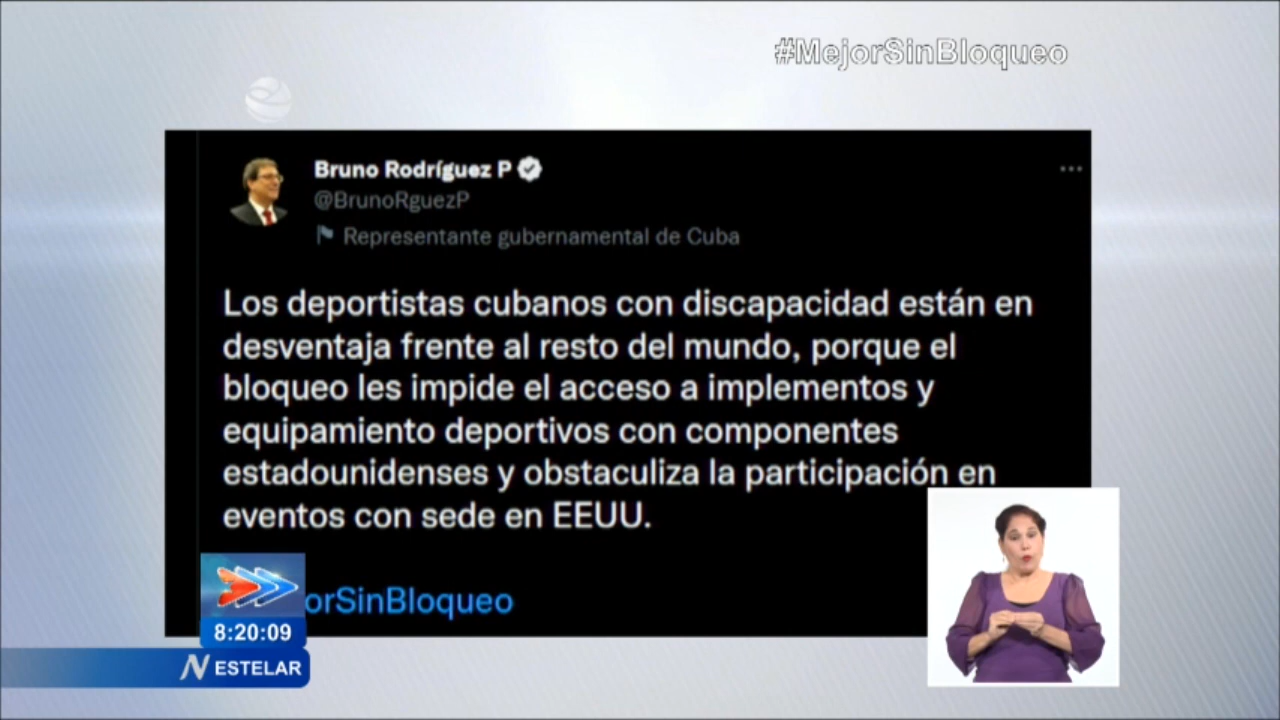 #MejorSinBloqueo
Bruno Rodríguez P
@BrunoRguezP
Representante gubernamental de Cuba
Los deportistas cubanos con discapacidad están en
desventaja frente al resto del mundo, porque el
bloqueo les impide el acceso a implementos y
equipamiento deportivos con componentes
estadounidenses y obstaculiza la participación en
eventos con sede en EEUU.
orSinBloqueo
8:20:09
N ESTELAR